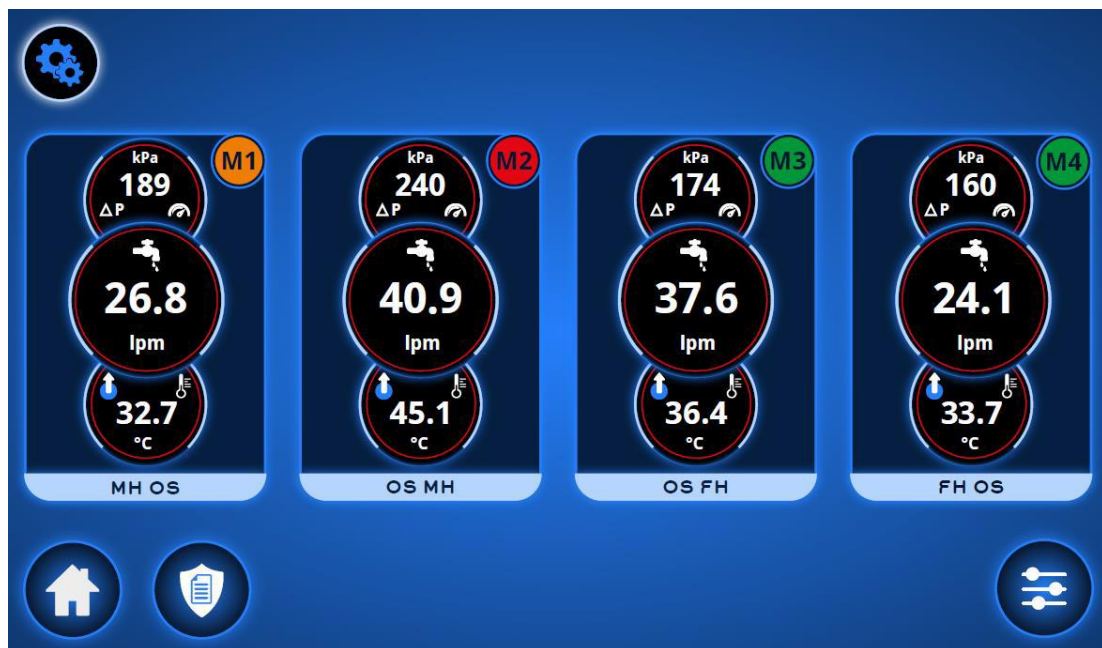 M1
kPa
189
ΔP
26.8
lpm
32.7
°C
MH OS
M2
kPa
240
ΔP
40.9
lpm
45.1
°C
OS MH
M3
kPa
174
ΔP
37.6
lpm
36.4
°C
OS FH
M4
kPa
160
ΔP
24.1
lpm
33.7
°C
FH OS